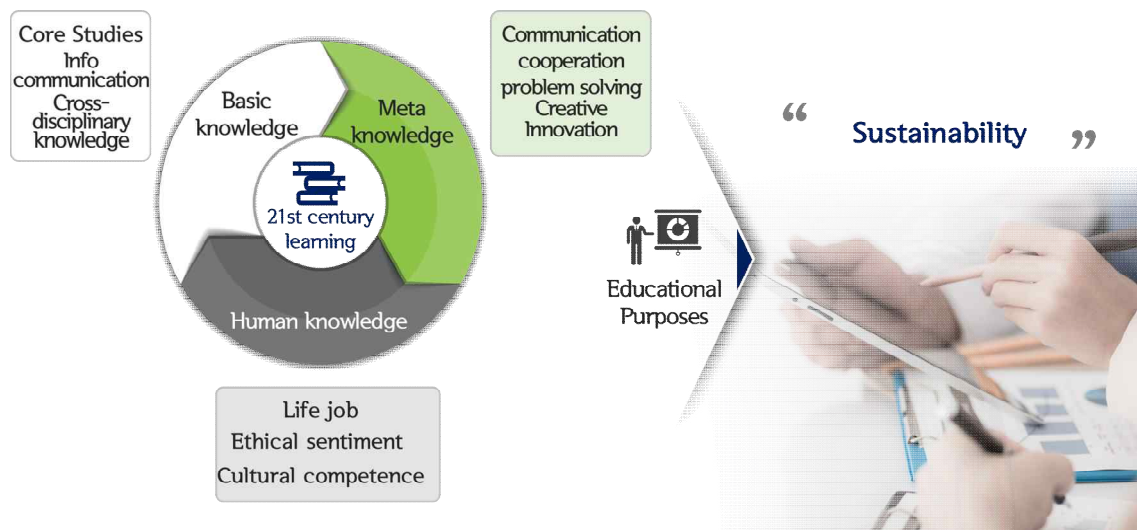 Core Studies
Info
communication
Cross-
disciplinary
knowledge
Basic
knowledge
Meta
knowledge
Communication
cooperation
problem solving
Creative
Innovation
21st century
learning
Human knowledge
Life job
Ethical sentiment
Cultural competence
Educational
Purposes
“ Sustainability ”